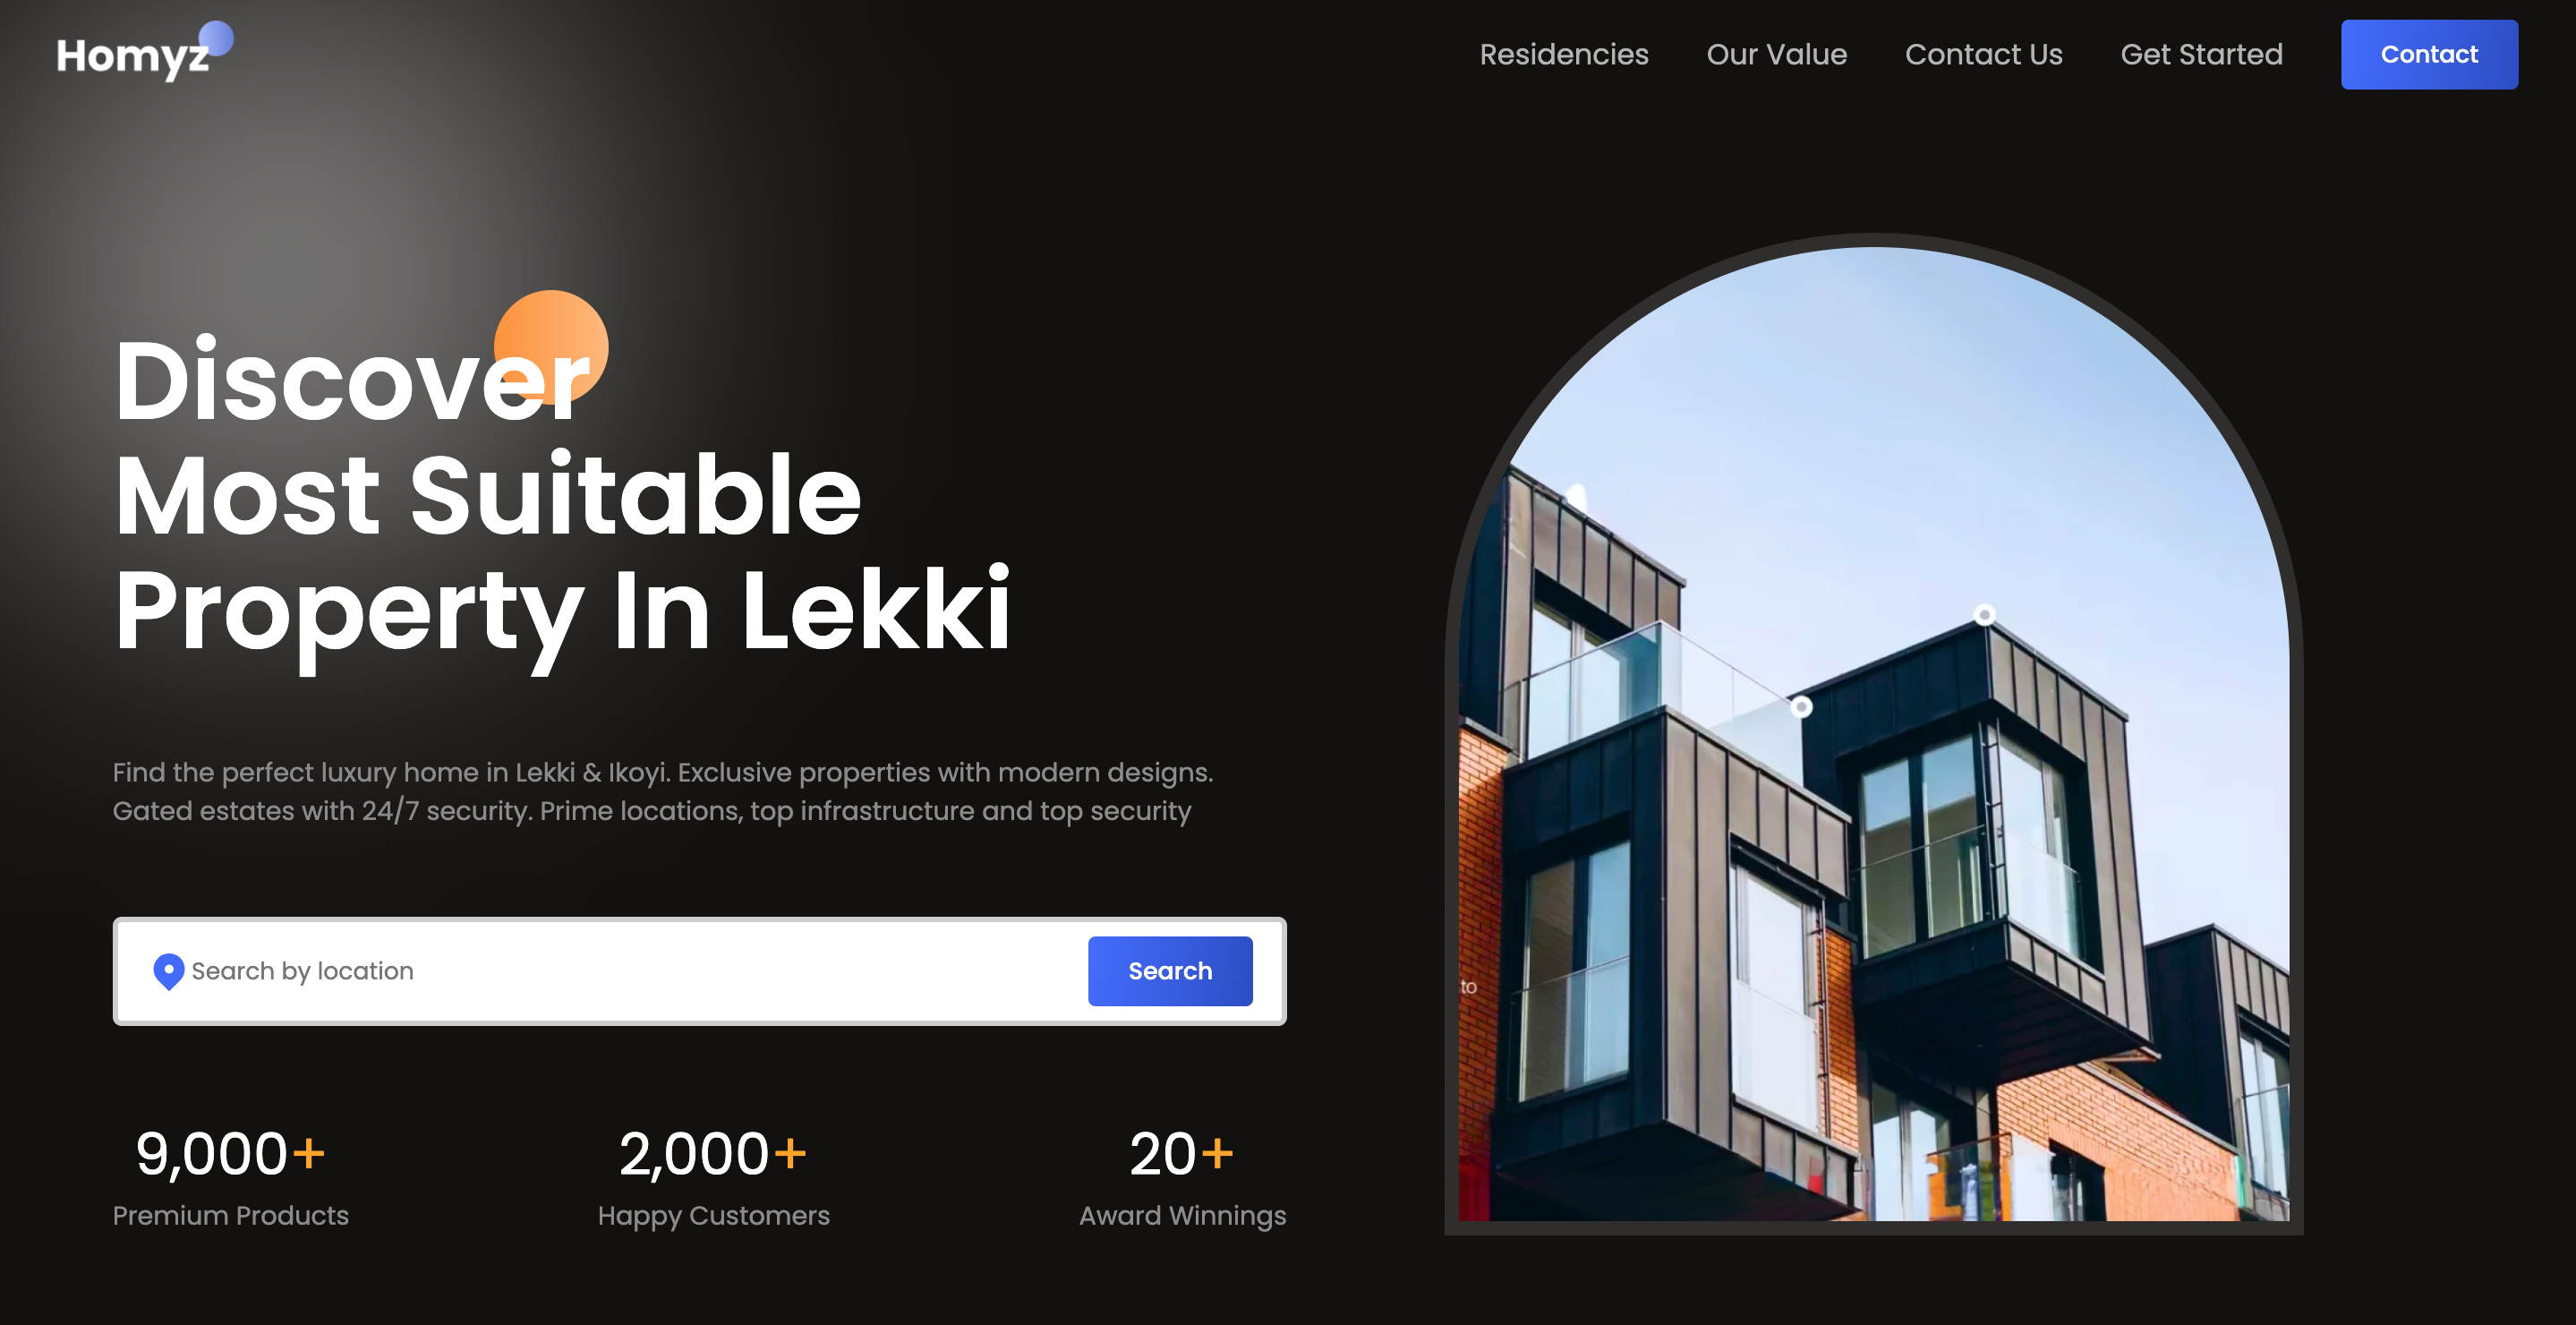 Homyz
Residencies
Our Value
Contact Us
Get Started
Contact
Discover
Most Suitable
Property In Lekki
Find the perfect luxury home in Lekki & Ikoyi. Exclusive properties with modern designs.
Gated estates with 24/7 security. Prime locations, top infrastructure and top security
Search by location
Search
9,000+
Premium Products
2,000+
Happy Customers
20+
Award Winnings
to